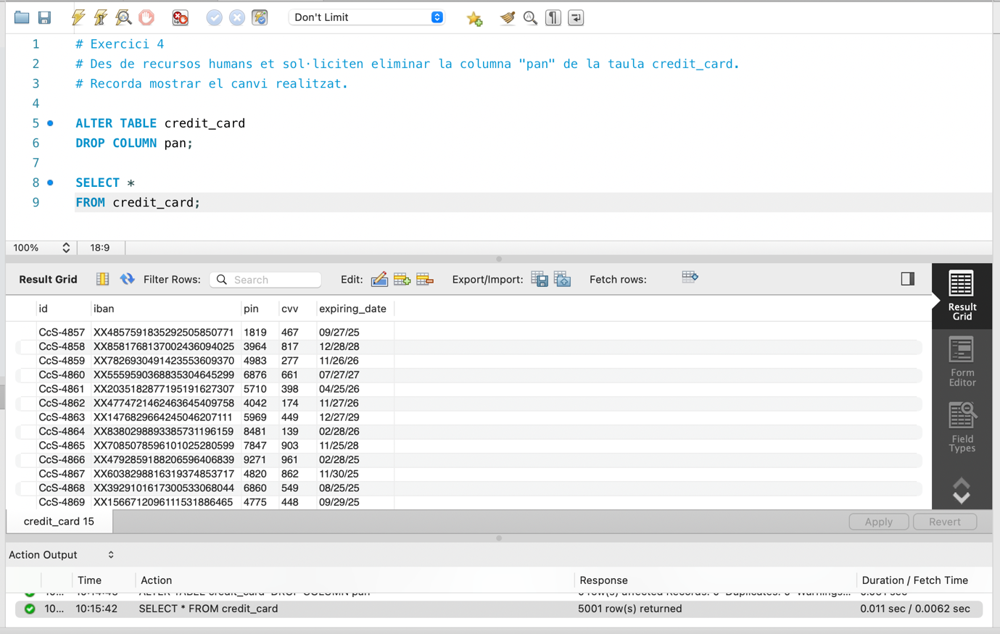 Don't Limit
1 # Exercici 4
2 # Des de recursos humans et sol·liciten eliminar la columna "pan" de la taula credit_card.
3 # Recorda mostrar el canvi realitzat.
4
5 ALTER TABLE credit_card
6 DROP COLUMN pan;
7
8 SELECT *
9 FROM credit_card;
100% 18:9
Result Grid Filter Rows: Search Edit: Export/Import: Fetch rows:
id iban pin cvv expiring_date
CcS-4857 XX4857591835292505850771 1819 467 09/27/25
CcS-4858 XX8581768137002436094025 3964 817 12/28/28
CcS-4859 XX7826930491423553609370 4983 277 11/26/26
CcS-4860 XX5559590368835304645299 6876 661 07/27/27
CcS-4861 XX2035182877195191627307 5710 398 04/25/26
CcS-4862 XX4774721462463645409758 4042 174 11/27/26
CcS-4863 XX1476829664245046207111 5969 449 12/27/29
CcS-4864 XX8380298893385731196159 8481 139 02/28/26
CcS-4865 XX7085078596101025280599 7847 903 11/25/28
CcS-4866 XX4792859188206596406839 9271 961 02/28/25
CcS-4867 XX6038298816319374853717 4820 862 11/30/25
CcS-4868 XX3929101617300533068044 6860 549 08/25/25
CcS-4869 XX1566712096111531886465 4775 448 09/29/25
Result
Grid
Form
Editor
Field
Types
credit_card 15 Apply Revert
Action Output
Time Action Response Duration / Fetch Time
ALTER TABLE credit_card DROP COLUMN pan row(s) affected Records: 0 Duplicates: 0 Warnings...
10... 10:15:42 SELECT * FROM credit_card 5001 row(s) returned 0.011 sec / 0.0062 sec